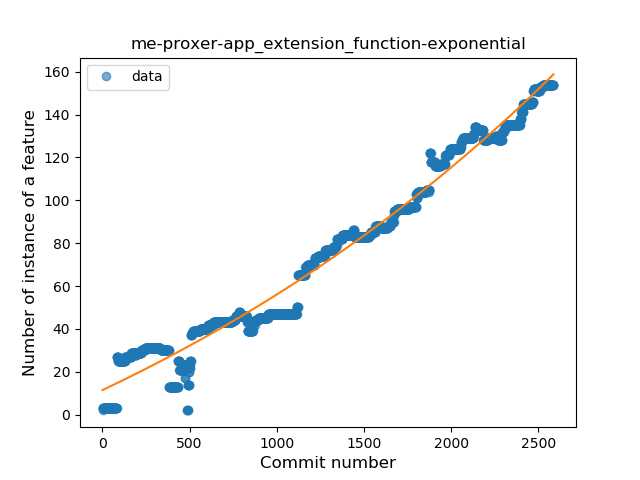 me-proxer-app_extension_function-exponential
data
Number of instance of a feature
160
140
120
100
80
60
40
20
0
0 500 1000 1500 2000 2500
Commit number